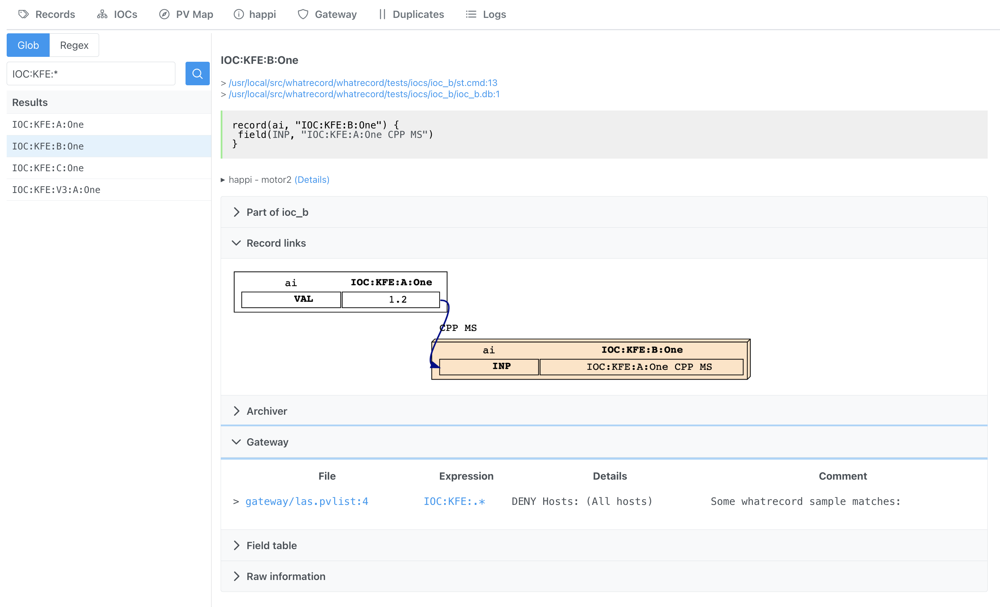 Records IOCs PV Map happi Gateway Duplicates Logs
Glob Regex
IOC:KFE:*
Results
IOC:KFE:A:One
IOC:KFE:B:One
IOC:KFE:C:One
IOC:KFE:V3:A:One
IOC:KFE:B:One
> /usr/local/src/whatrecord/whatrecord/tests/iocs/ioc_b/st.cmd:13
> /usr/local/src/whatrecord/whatrecord/tests/iocs/ioc_b/ioc_b.db:1
record(ai, "IOC:KFE:B:One") {
field(INP, "IOC:KFE:A:One CPP MS")
}
happi - motor2 (Details)
Part of ioc_b
Record links
ai IOC:KFE:A:One
VAL 1.2
CPP MS
ai IOC:KFE:B:One
INP IOC:KFE:A:One CPP MS
Archiver
Gateway
File Expression Details Comment
> gateway/las.pvlist:4 IOC:KFE:.* DENY Hosts: (All hosts) Some whatrecord sample matches:
Field table
Raw information